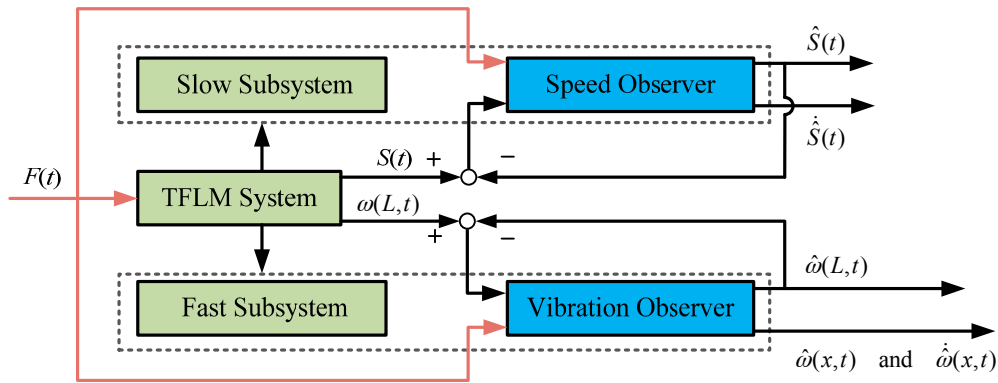 Ŝ(t)
Slow Subsystem
Speed Observer
Ṡ̂(t)
S(t) + −
F(t)
TFLM System
ω(L,t)
+ −
ω̂(L,t)
Fast Subsystem
Vibration Observer
ω̂(x,t) and ω̂̇(x,t)